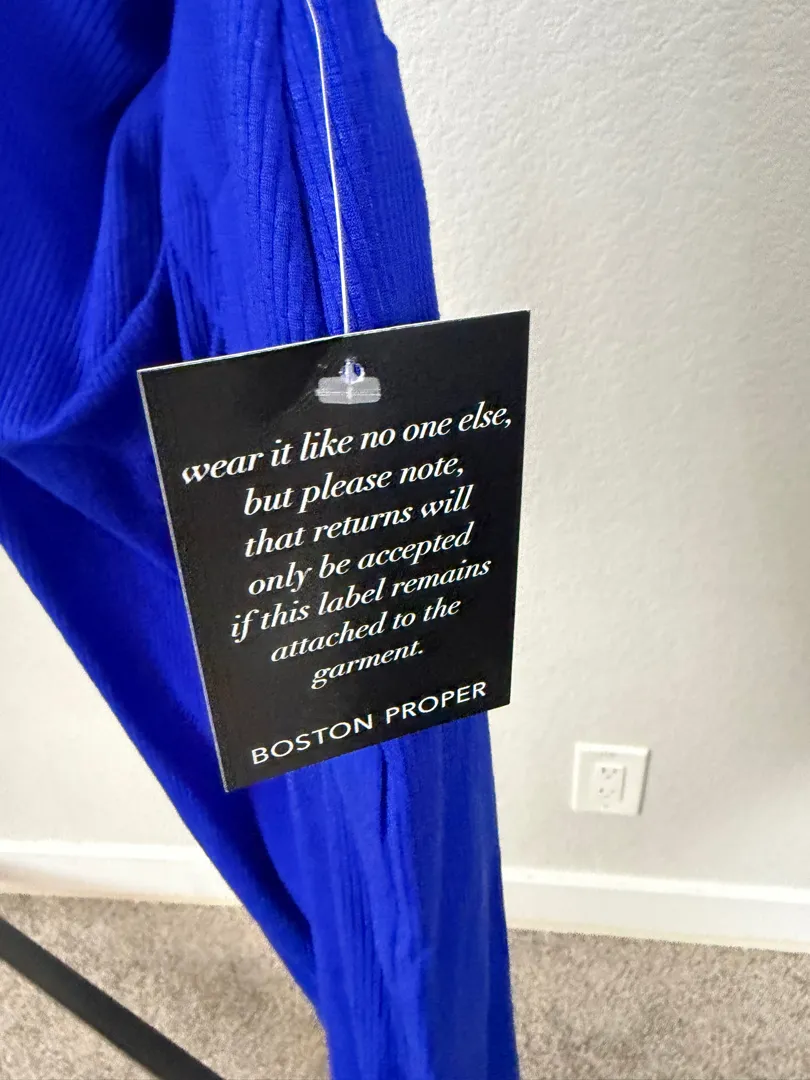 wear it like no one else,
but please note,
that returns will
only be accepted
if this label remains
attached to the
garment.
BOSTON PROPER